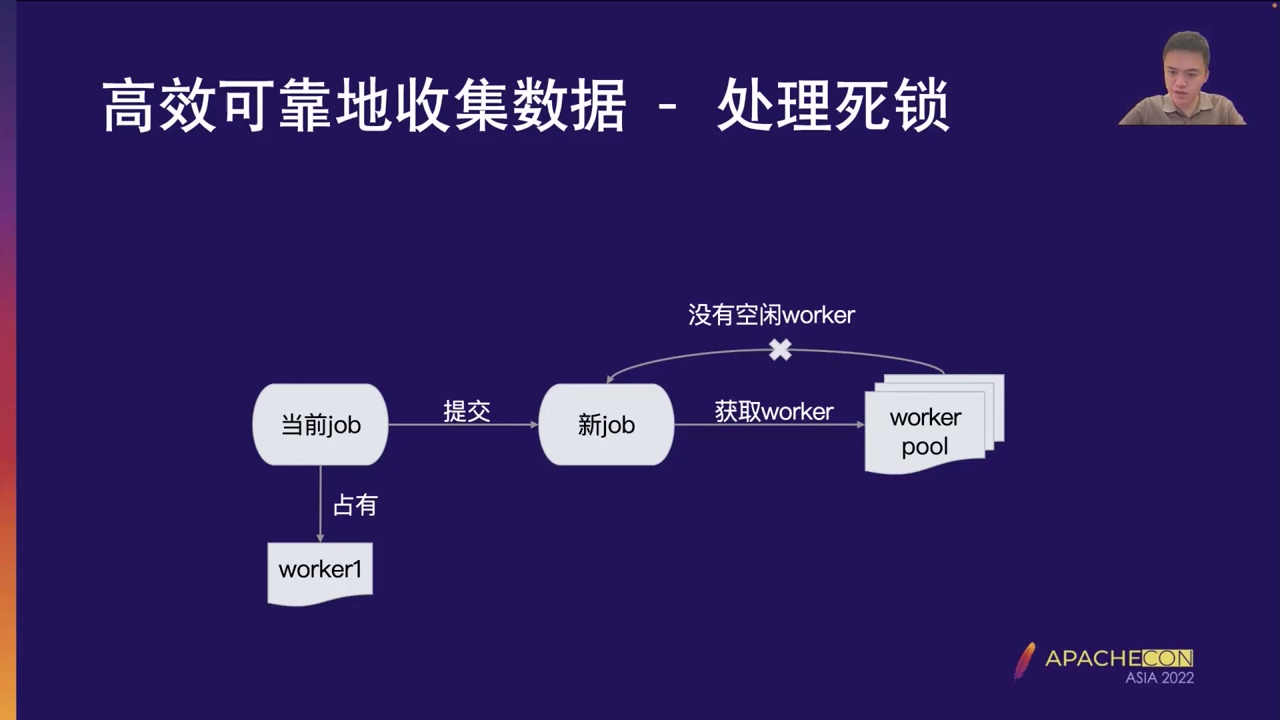 高效可靠地收集数据 - 处理死锁
没有空闲worker
当前job
提交
新job
获取worker
worker
pool
占有
worker1
APACHECON
ASIA 2022